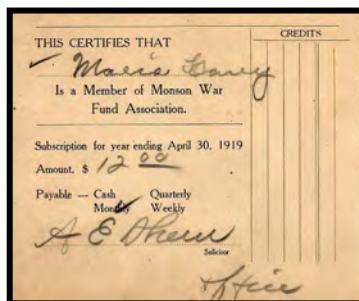 CREDITS
THIS CERTIFIES THAT
Maria
Is a Member of Monson War
Fund Association.
Subscription for year ending April 30, 1919
Amount, $ 12 00
Payable --- Cash Quarterly
Monthly Weekly
A E
Solicitor
office